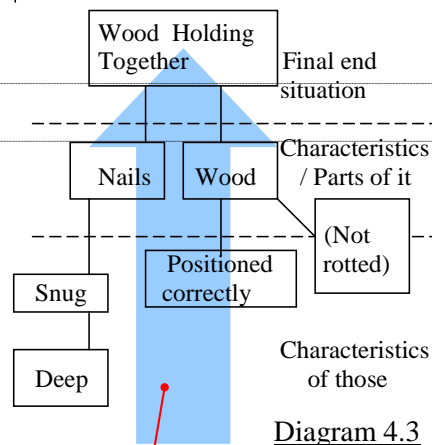 Wood Holding
Together
Final end
situation
Nails
Wood
Characteristics
/ Parts of it
(Not
rotted)
Positioned
correctly
Snug
Deep
Characteristics
of those
Diagram 4.3